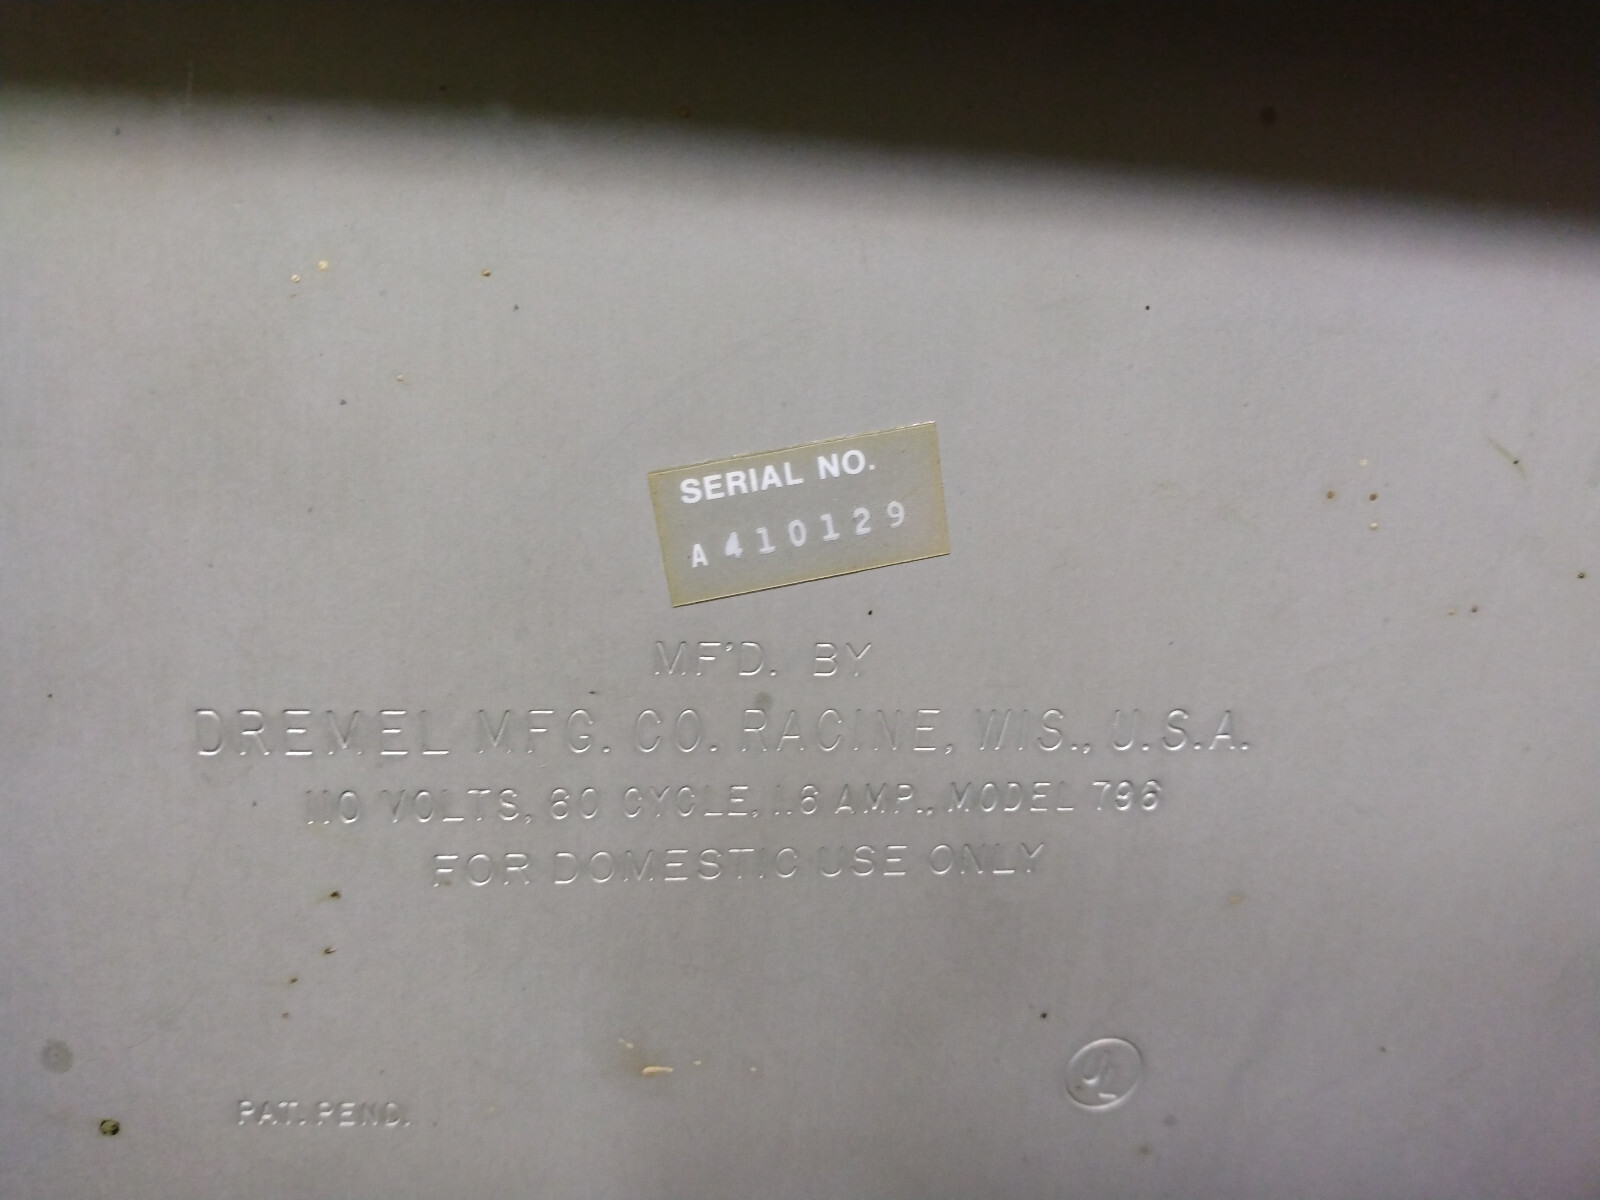 SERIAL NO.
A410129
MF'D. BY
DREMEL MFG. CO. RACINE, WIS., U.S.A.
110 VOLTS, 60 CYCLE, 1.6 AMP., MODEL 796
FOR DOMESTIC USE ONLY
UL
PAT. PEND.